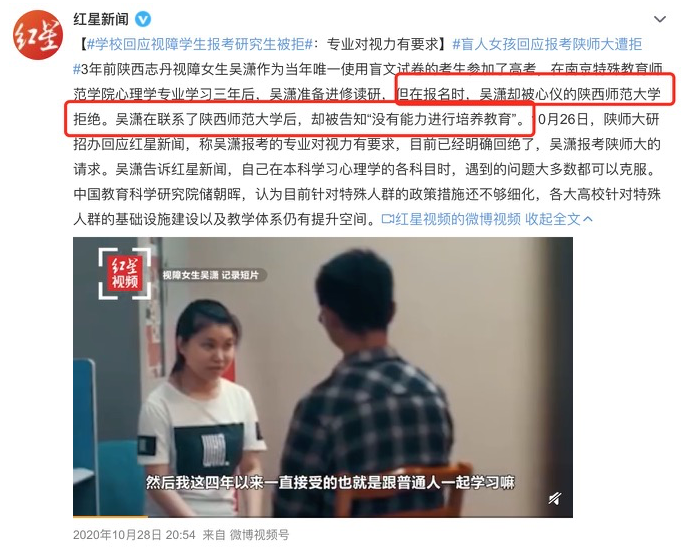 红星
红星新闻
【#学校回应视障学生报考研究生被拒#：专业对视力有要求】#盲人女孩回应报考陕师大遭拒
#3年前陕西志丹视障女生吴潇作为当年唯一使用盲文试卷的考生参加了高考，在南京特殊教育师
范学院心理学专业学习三年后，吴潇准备进修读研，但在报名时，吴潇却被心仪的陕西师范大学
拒绝。吴潇在联系了陕西师范大学后，却被告知“没有能力进行培养教育”。10月26日，陕师大研
招办回应红星新闻，称吴潇报考的专业对视力有要求，目前已经明确回绝了，吴潇报考陕师大的
请求。吴潇告诉红星新闻，自己在本科学习心理学的各科目时，遇到的问题大多数都可以克服。
中国教育科学研究院储朝晖，认为目前针对特殊人群的政策措施还不够细化，各大高校针对特殊
人群的基础设施建设以及教学体系仍有提升空间。红星视频的微博视频 收起全文
红星
视频
视障女生吴潇 记录短片
然后我这四年以来一直接受的也就是跟普通人一起学习嘛
2020年10月28日 20:54 来自 微博视频号